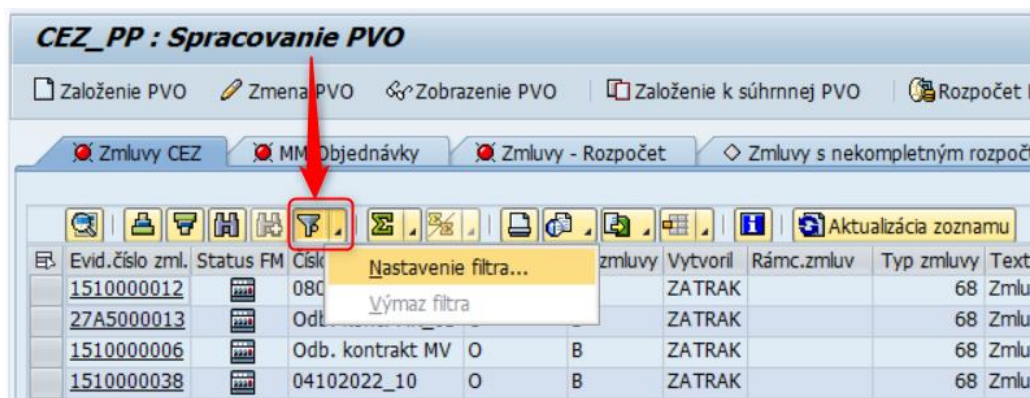 CEZ_PP : Spracovanie PVO
Založenie PVO Zmena PVO Zobrazenie PVO Založenie k súhrnnej PVO Rozpočet
Zmluvy CEZ MM Objednávky Zmluvy - Rozpočet Zmluvy s nekompletným rozpočt
Aktualizácia zoznamu
Evid.číslo zml. Status FM Číslo zmluvy Vytvoril Rámc.zmluv Typ zmluvy Text
Nastavenie filtra...
Výmaz filtra
1510000012 080 ZATRAK 68 Zmlu
27A5000013 ZATRAK 68 Zmlu
1510000006 Odb. kontrakt MV O B ZATRAK 68 Zmlu
1510000038 04102022_10 O B ZATRAK 68 Zmlu